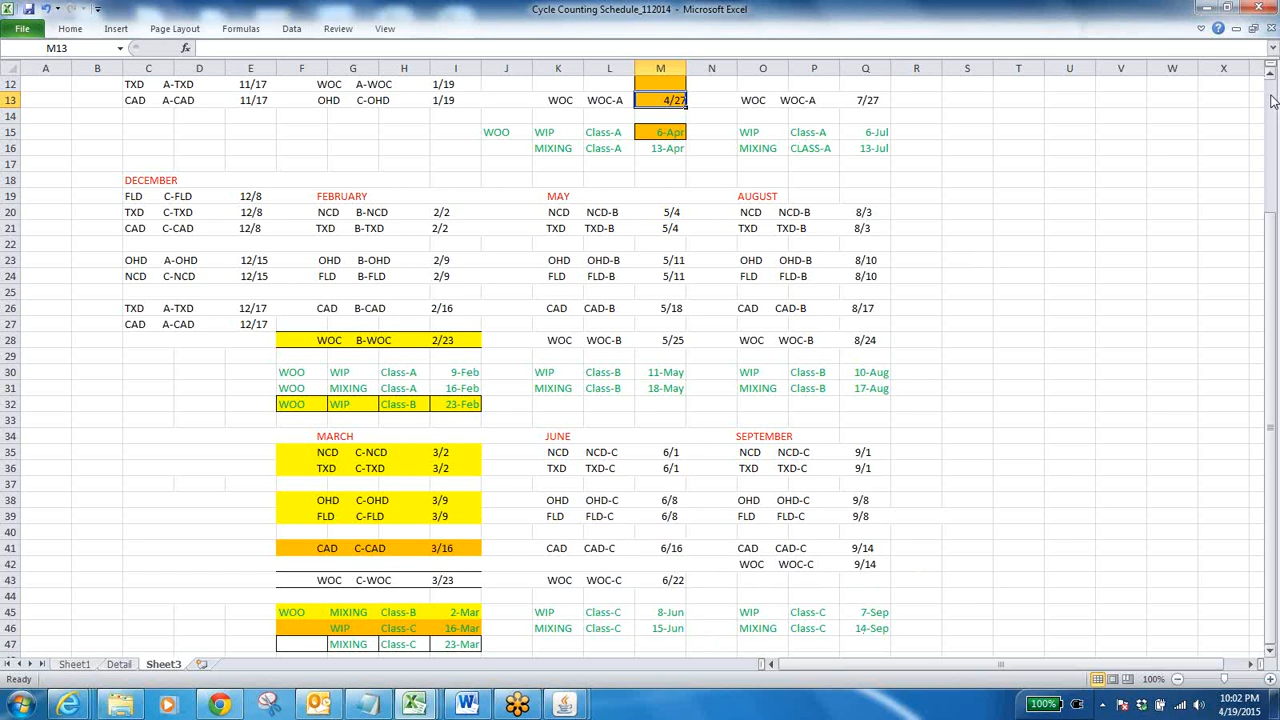 Cycle Counting Schedule_112014 - Microsoft Excel
File Home Insert Page Layout Formulas Data Review View
M13 fx
A B C D E F G H I J K L M N O P Q R S T U V W X
12 TXD A-TXD 11/17 WOC A-WOC 1/19
13 CAD A-CAD 11/17 OHD C-OHD 1/19 WOC WOC-A 4/27 WOC WOC-A 7/27
14
15 WOO WIP Class-A 6-Apr WIP Class-A 6-Jul
16 MIXING Class-A 13-Apr MIXING CLASS-A 13-Jul
17
18 DECEMBER
19 FLD C-FLD 12/8 FEBRUARY MAY AUGUST
20 TXD C-TXD 12/8 NCD B-NCD 2/2 NCD NCD-B 5/4 NCD NCD-B 8/3
21 CAD C-CAD 12/8 TXD B-TXD 2/2 TXD TXD-B 5/4 TXD TXD-B 8/3
22
23 OHD A-OHD 12/15 OHD B-OHD 2/9 OHD OHD-B 5/11 OHD OHD-B 8/10
24 NCD C-NCD 12/15 FLD B-FLD 2/9 FLD FLD-B 5/11 FLD FLD-B 8/10
25
26 TXD A-TXD 12/17 CAD B-CAD 2/16 CAD CAD-B 5/18 CAD CAD-B 8/17
27 CAD A-CAD 12/17
28 WOC B-WOC 2/23 WOC WOC-B 5/25 WOC WOC-B 8/24
29
30 WOO WIP Class-A 9-Feb WIP Class-B 11-May WIP Class-B 10-Aug
31 WOO MIXING Class-A 16-Feb MIXING Class-B 18-May MIXING Class-B 17-Aug
32 WOO WIP Class-B 23-Feb
33
34 MARCH JUNE SEPTEMBER
35 NCD C-NCD 3/2 NCD NCD-C 6/1 NCD NCD-C 9/1
36 TXD C-TXD 3/2 TXD TXD-C 6/1 TXD TXD-C 9/1
37
38 OHD C-OHD 3/9 OHD OHD-C 6/8 OHD OHD-C 9/8
39 FLD C-FLD 3/9 FLD FLD-C 6/8 FLD FLD-C 9/8
40
41 CAD C-CAD 3/16 CAD CAD-C 6/16 CAD CAD-C 9/14
42 WOC WOC-C 9/14
43 WOC C-WOC 3/23 WOC WOC-C 6/22
44
45 WOO MIXING Class-B 2-Mar WIP Class-C 8-Jun WIP Class-C 7-Sep
46 WIP Class-C 16-Mar MIXING Class-C 15-Jun MIXING Class-C 14-Sep
47 MIXING Class-C 23-Mar
Sheet1 Detail Sheet3
Ready 100%
100% 10:02 PM
4/19/2015